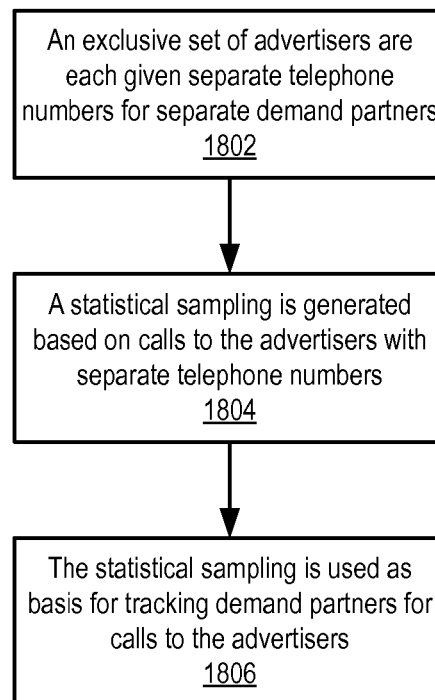 An exclusive set of advertisers are
each given separate telephone
numbers for separate demand partners
1802
A statistical sampling is generated
based on calls to the advertisers with
separate telephone numbers
1804
The statistical sampling is used as
basis for tracking demand partners for
calls to the advertisers
1806